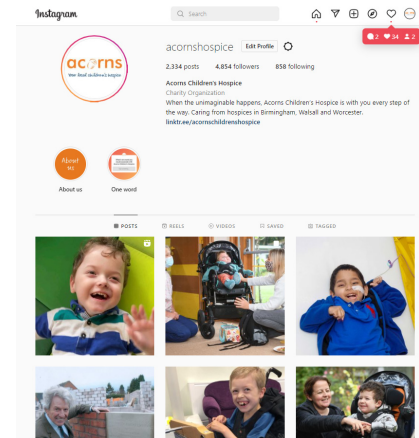 Instagram
Search
2 34 2
acorns
Your local children's hospice
acornshospice Edit Profile
2,334 posts 4,854 followers 858 following
Acorns Children's Hospice
Charity Organization
When the unimaginable happens, Acorns Children's Hospice is with you every step of
the way. Caring from hospices in Birmingham, Walsall and Worcester.
linktr.ee/acornschildrenshospice
About
us
About us One word
POSTS REELS VIDEOS SAVED TAGGED